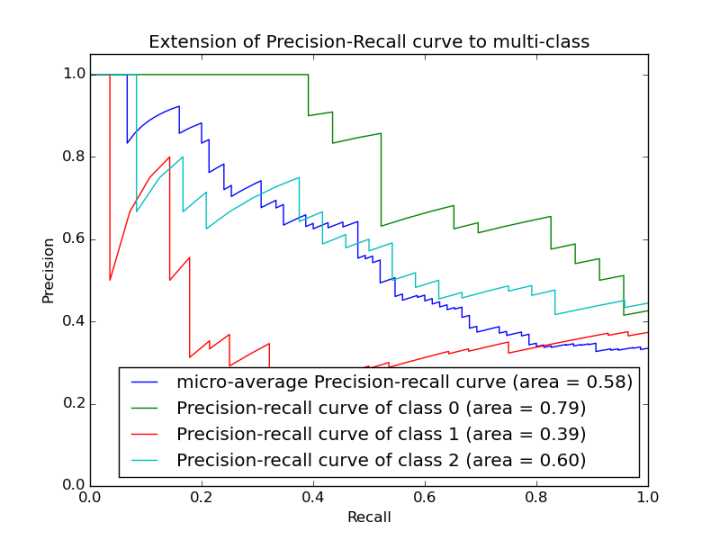 Extension of Precision-Recall curve to multi-class
1.0
0.8
0.6
0.4
0.2
0.0
Precision
micro-average Precision-recall curve (area = 0.58)
Precision-recall curve of class 0 (area = 0.79)
Precision-recall curve of class 1 (area = 0.39)
Precision-recall curve of class 2 (area = 0.60)
0.0 0.2 0.4 0.6 0.8 1.0
Recall